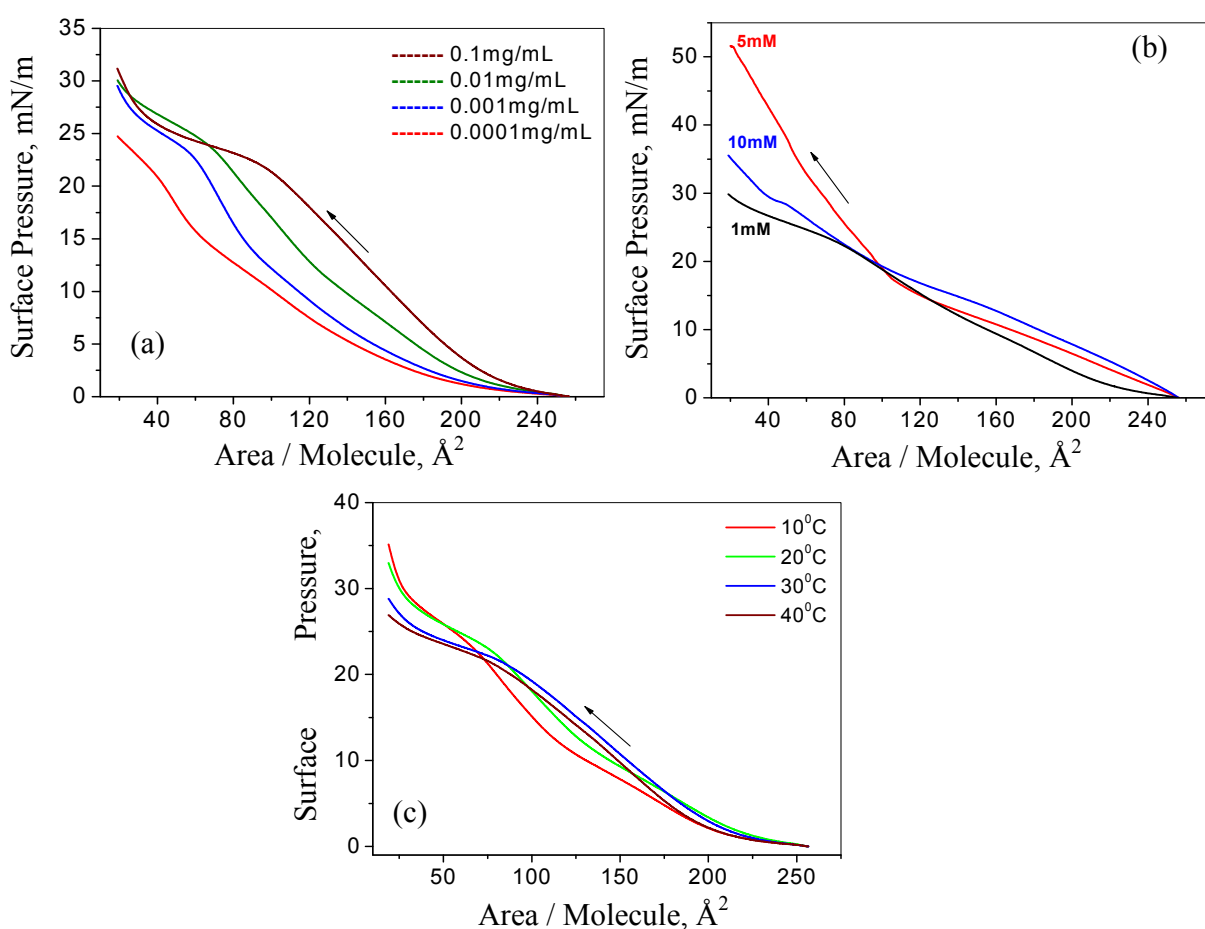 35
30
25
20
15
10
5
0
Surface Pressure, mN/m
0.1mg/mL
0.01mg/mL
0.001mg/mL
0.0001mg/mL
(a)
40 80 120 160 200 240
Area / Molecule, Å²
50
40
30
20
10
0
Surface Pressure, mN/m
5mM
10mM
1mM
(b)
40 80 120 160 200 240
Area / Molecule, Å²
40
30
20
10
0
Surface Pressure,
10⁰C
20⁰C
30⁰C
40⁰C
(c)
50 100 150 200 250
Area / Molecule, Å²